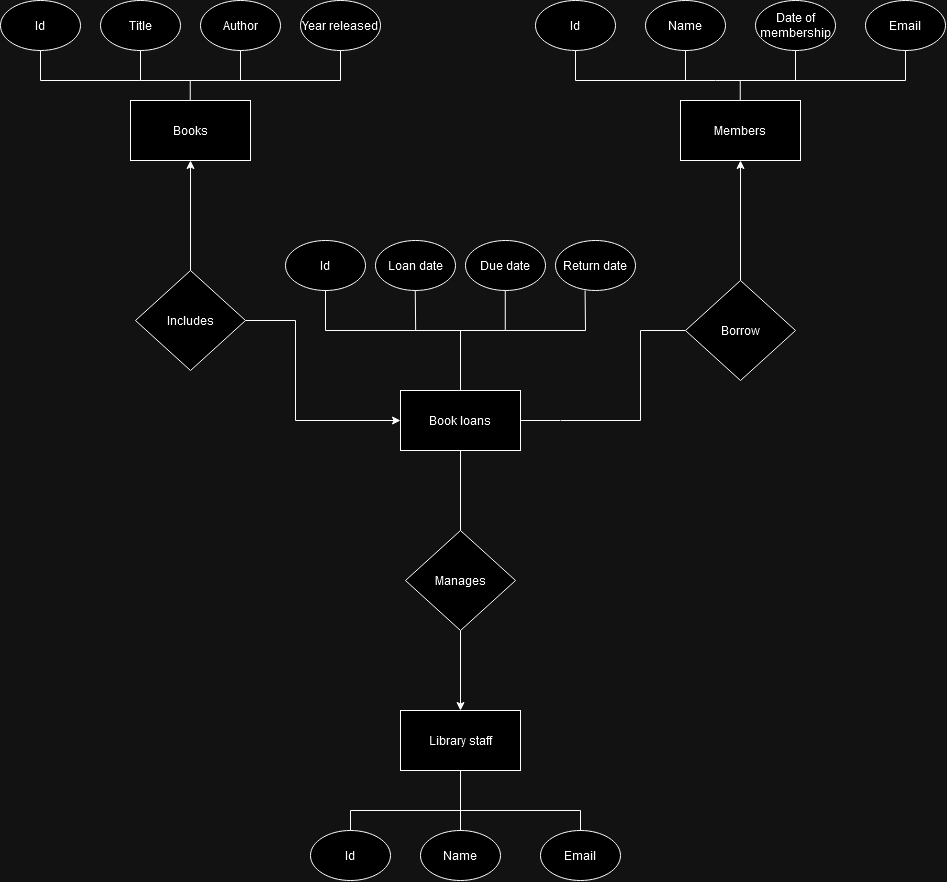 Id
Title
Author
Year released
Id
Name
Date of
membership
Email
Books
Members
Id
Loan date
Due date
Return date
Includes
Borrow
Book loans
Manages
Library staff
Id
Name
Email